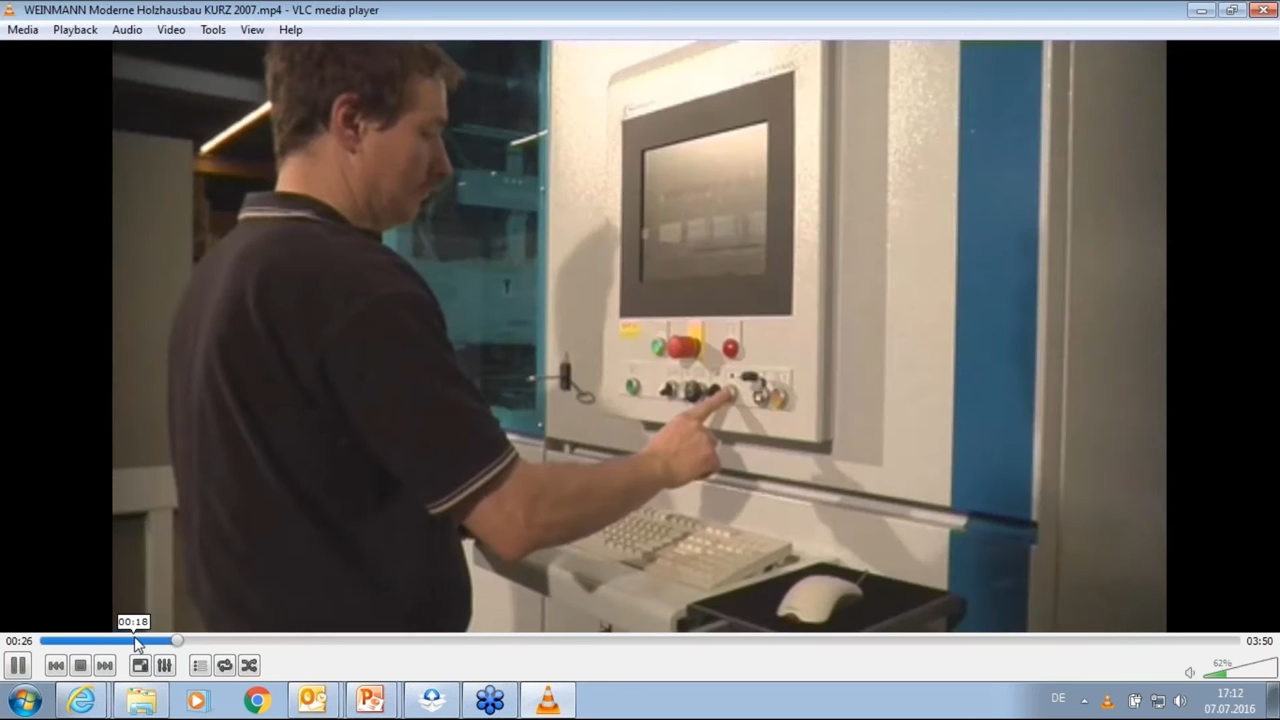 WEINMANN Moderne Holzhausbau KURZ 2007.mp4 - VLC media player
Media Playback Audio Video Tools View Help
00:18
00:26
03:50
62%
DE
17:12
07.07.2016